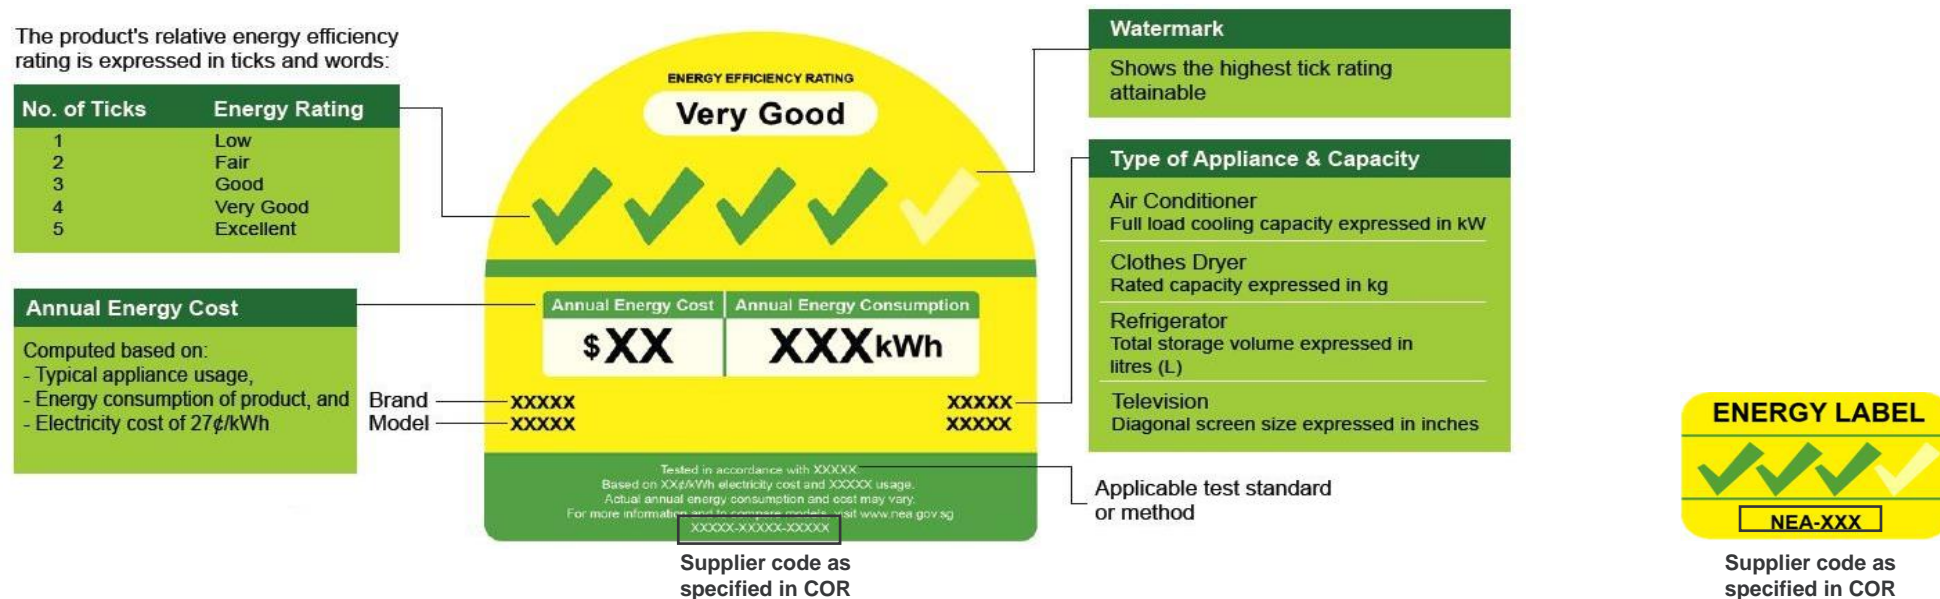 The product's relative energy efficiency
rating is expressed in ticks and words:
No. of Ticks Energy Rating
1 Low
2 Fair
3 Good
4 Very Good
5 Excellent
Annual Energy Cost
Computed based on:
- Typical appliance usage,
- Energy consumption of product, and
- Electricity cost of 27¢/kWh
Brand
Model
ENERGY EFFICIENCY RATING
Very Good
Annual Energy Cost Annual Energy Consumption
$XX XXXkWh
XXXXX XXXXX
XXXXX XXXXX
Tested in accordance with XXXXX.
Based on XX¢/kWh electricity cost and XXXXX usage.
Actual annual energy consumption and cost may vary.
For more information and to compare models, visit www.nea.gov.sg
XXXXX-XXXXX-XXXXX
Supplier code as
specified in COR
Watermark
Shows the highest tick rating
attainable
Type of Appliance & Capacity
Air Conditioner
Full load cooling capacity expressed in kW
Clothes Dryer
Rated capacity expressed in kg
Refrigerator
Total storage volume expressed in
litres (L)
Television
Diagonal screen size expressed in inches
Applicable test standard
or method
ENERGY LABEL
NEA-XXX
Supplier code as
specified in COR